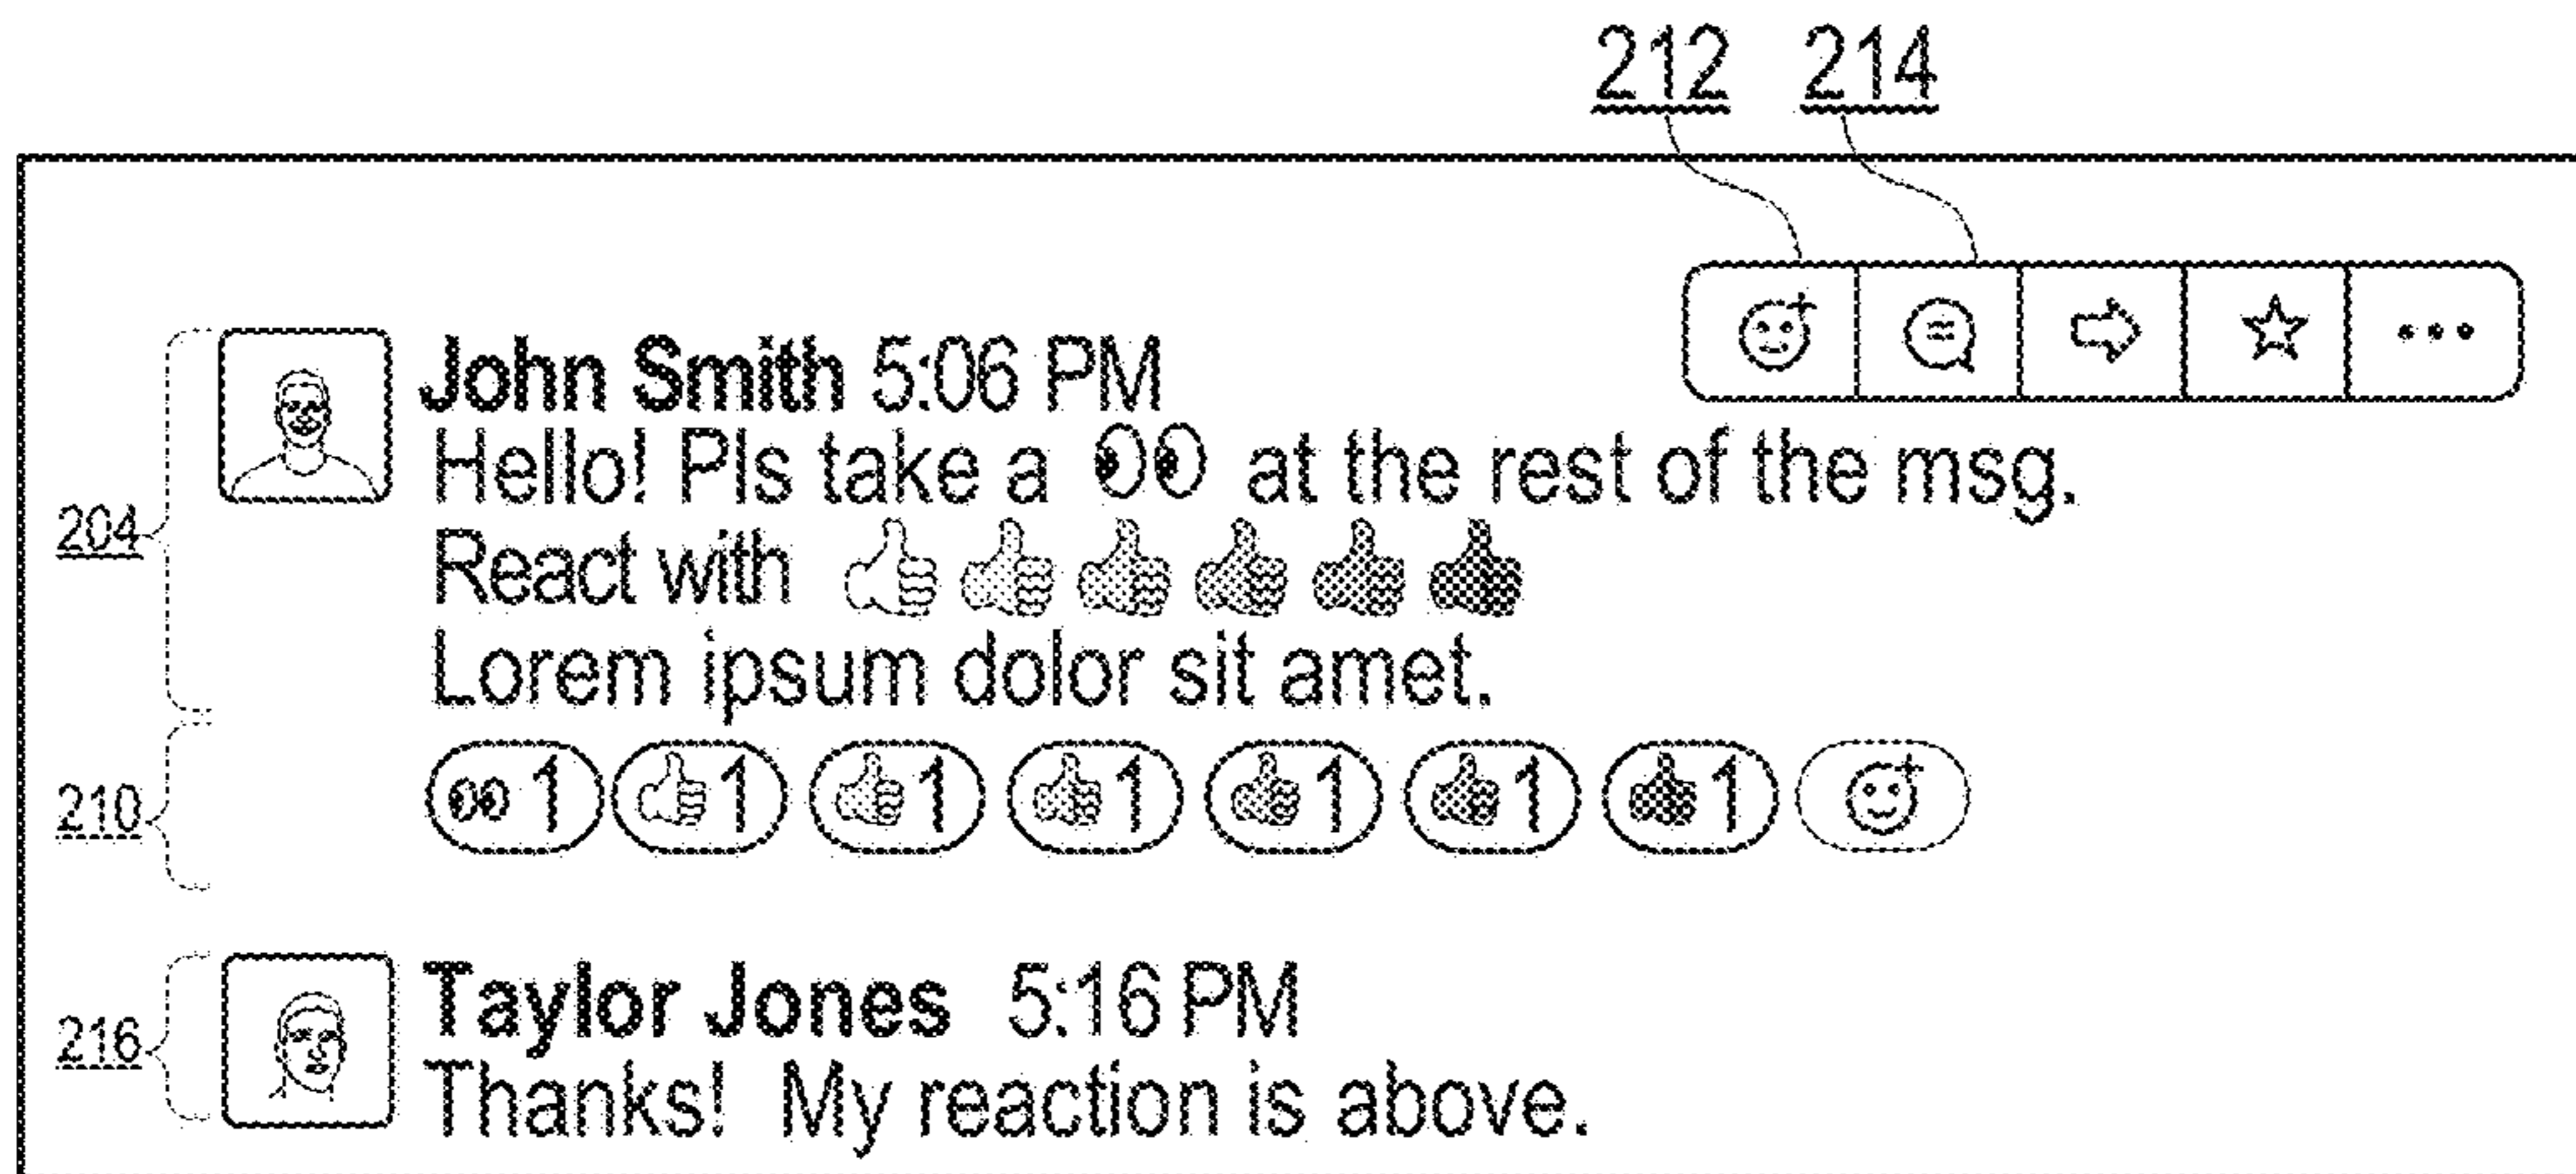 212 214
John Smith 5:06 PM
Hello! Pls take a 👀 at the rest of the msg.
204
React with 👍 👍🏻 👍🏼 👍🏽 👍🏾 👍🏿
Lorem ipsum dolor sit amet.
210
1 1 1 1 1 1 1
Taylor Jones 5:16 PM
216
Thanks! My reaction is above.